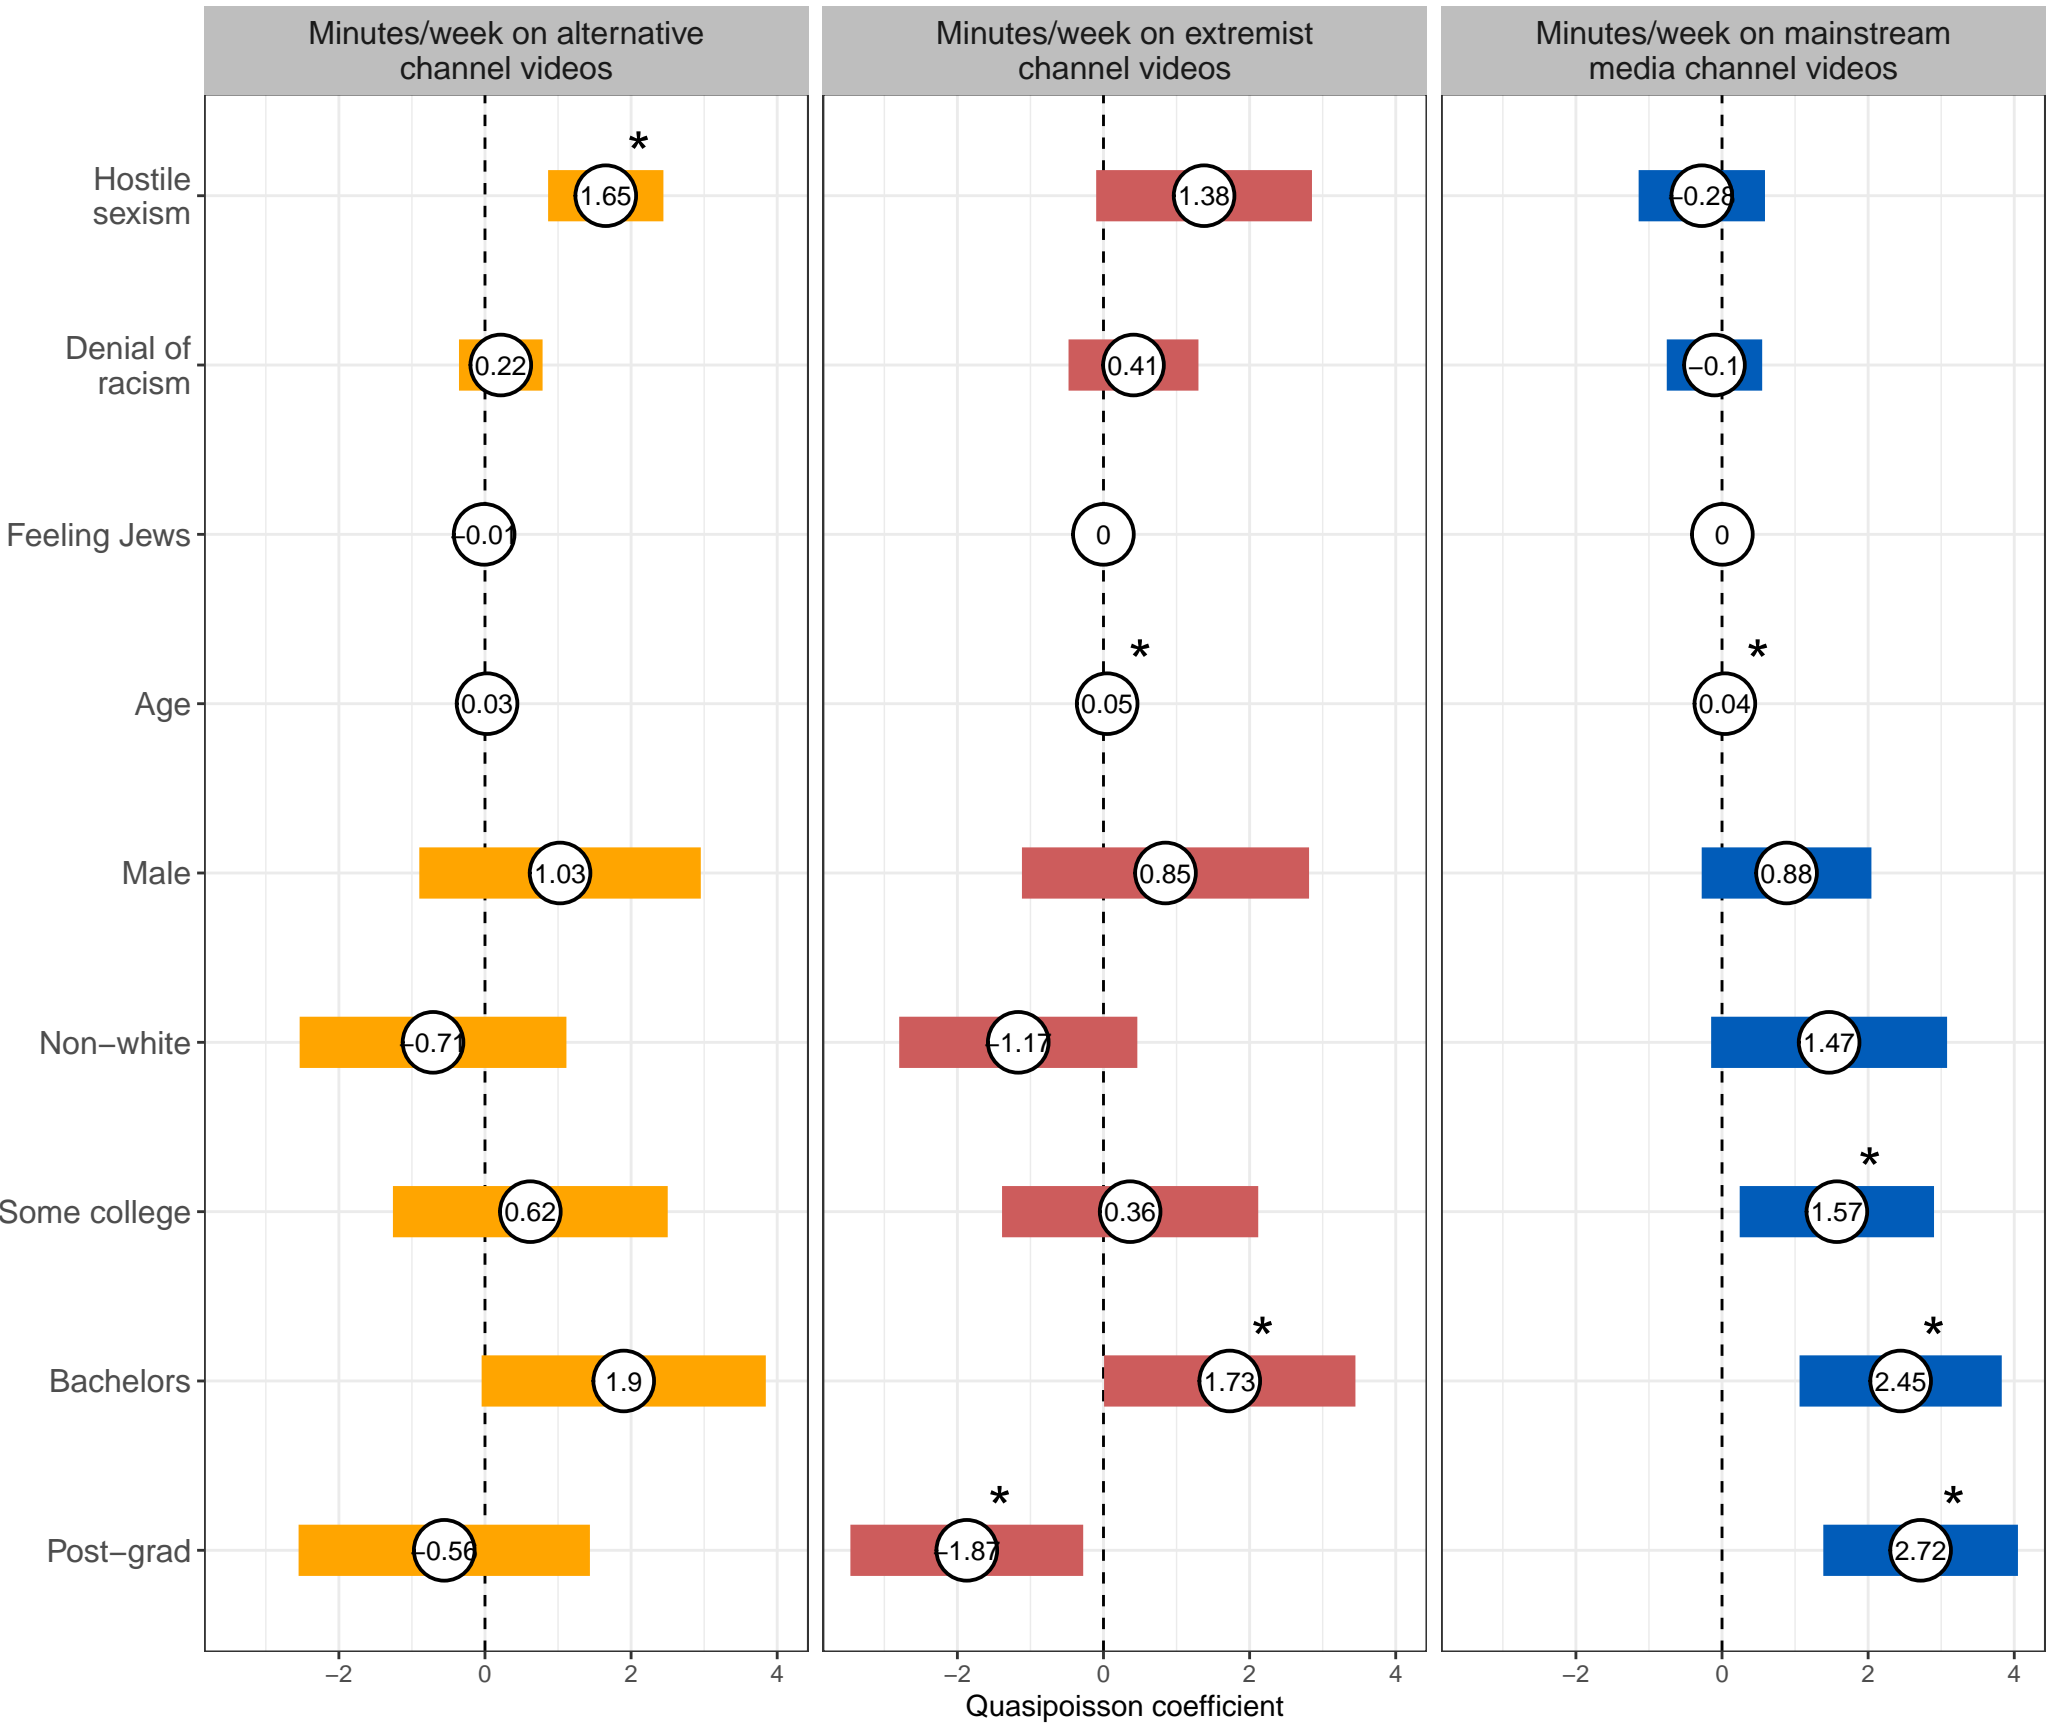 Minutes/week on alternative
channel videos
Minutes/week on extremist
channel videos
Minutes/week on mainstream
media channel videos
*
Hostile
sexism
1.65
1.38
−0.28
Denial of
racism
0.22
0.41
−0.1
Feeling Jews
−0.01
0
0
* *
Age
0.03
0.05
0.04
Male
1.03
0.85
0.88
Non−white
−0.71
−1.17
1.47
*
Some college
0.62
0.36
1.57
* *
Bachelors
1.9
1.73
2.45
* *
Post−grad
−0.56
−1.87
2.72
−2 0 2 4
−2 0 2 4
−2 0 2 4
Quasipoisson coefficient